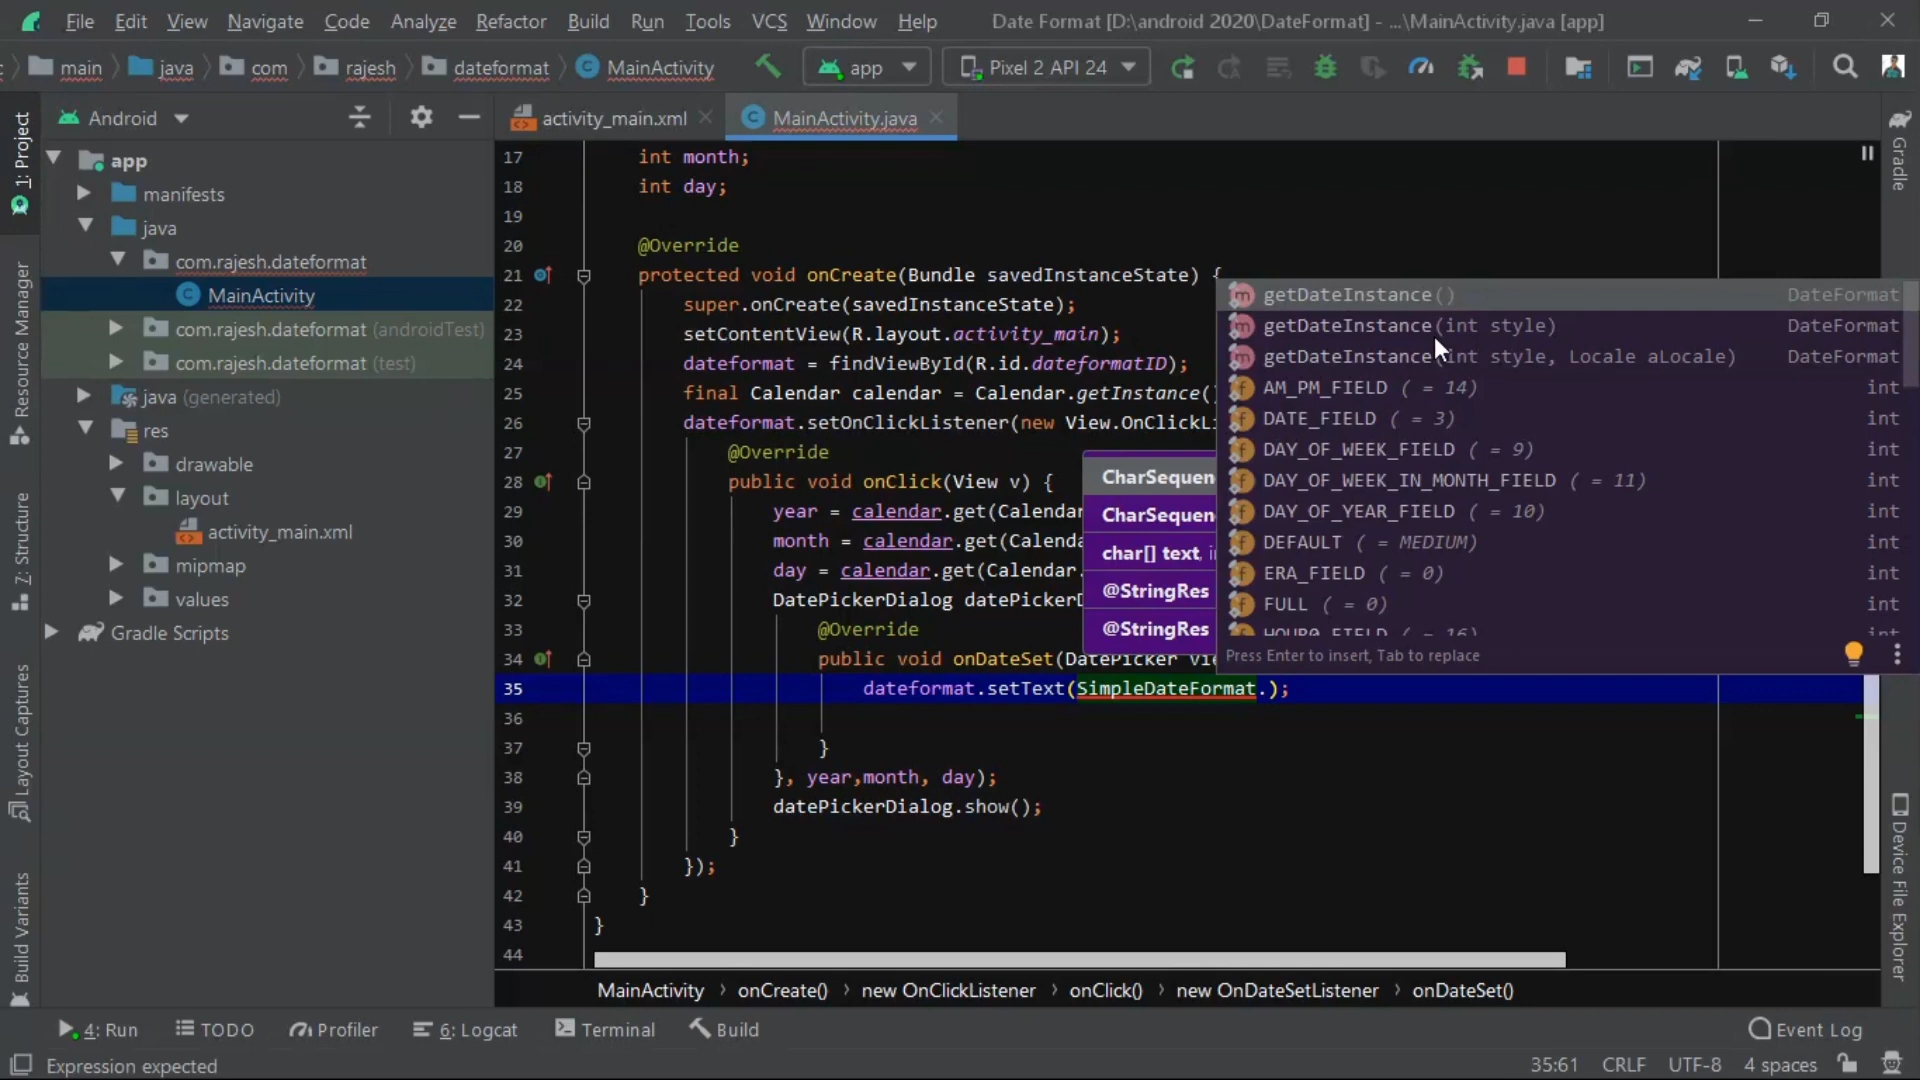 File Edit View Navigate Code Analyze Refactor Build Run Tools VCS Window Help Date Format [D:\android 2020\DateFormat] - ...\MainActivity.java [app]
main java com rajesh dateformat MainActivity app Pixel 2 API 24
Android
activity_main.xml
MainActivity.java
1: Project
Resource Manager
7: Structure
Layout Captures
Build Variants
app
manifests
java
com.rajesh.dateformat
MainActivity
com.rajesh.dateformat (androidTest)
com.rajesh.dateformat (test)
java (generated)
res
drawable
layout
activity_main.xml
mipmap
values
Gradle Scripts
17 int month;
18 int day;
19
20 @Override
21 protected void onCreate(Bundle savedInstanceState) {
22 super.onCreate(savedInstanceState);
23 setContentView(R.layout.activity_main);
24 dateformat = findViewById(R.id.dateformatID);
25 final Calendar calendar = Calendar.getInstance()
26 dateformat.setOnClickListener(new View.OnClickLi
27 @Override
28 public void onClick(View v) {
29 year = calendar.get(Calendar
30 month = calendar.get(Calenda
31 day = calendar.get(Calendar.
32 DatePickerDialog datePickerD
33 @Override
34 public void onDateSet(DatePicker vie
35 dateformat.setText(SimpleDateFormat.);
36
37 }
38 }, year,month, day);
39 datePickerDialog.show();
40 }
41 });
42 }
43 }
44
CharSequen
CharSequen
char[] text, i
@StringRes
@StringRes
getDateInstance() DateFormat
getDateInstance(int style) DateFormat
getDateInstance(int style, Locale aLocale) DateFormat
AM_PM_FIELD ( = 14) int
DATE_FIELD ( = 3) int
DAY_OF_WEEK_FIELD ( = 9) int
DAY_OF_WEEK_IN_MONTH_FIELD ( = 11) int
DAY_OF_YEAR_FIELD ( = 10) int
DEFAULT ( = MEDIUM) int
ERA_FIELD ( = 0) int
FULL ( = 0) int
HOUR0_FIELD ( = 16) int
Press Enter to insert, Tab to replace
Gradle
Device File Explorer
MainActivity › onCreate() › new OnClickListener › onClick() › new OnDateSetListener › onDateSet()
4: Run TODO Profiler 6: Logcat Terminal Build Event Log
Expression expected 35:61 CRLF UTF-8 4 spaces